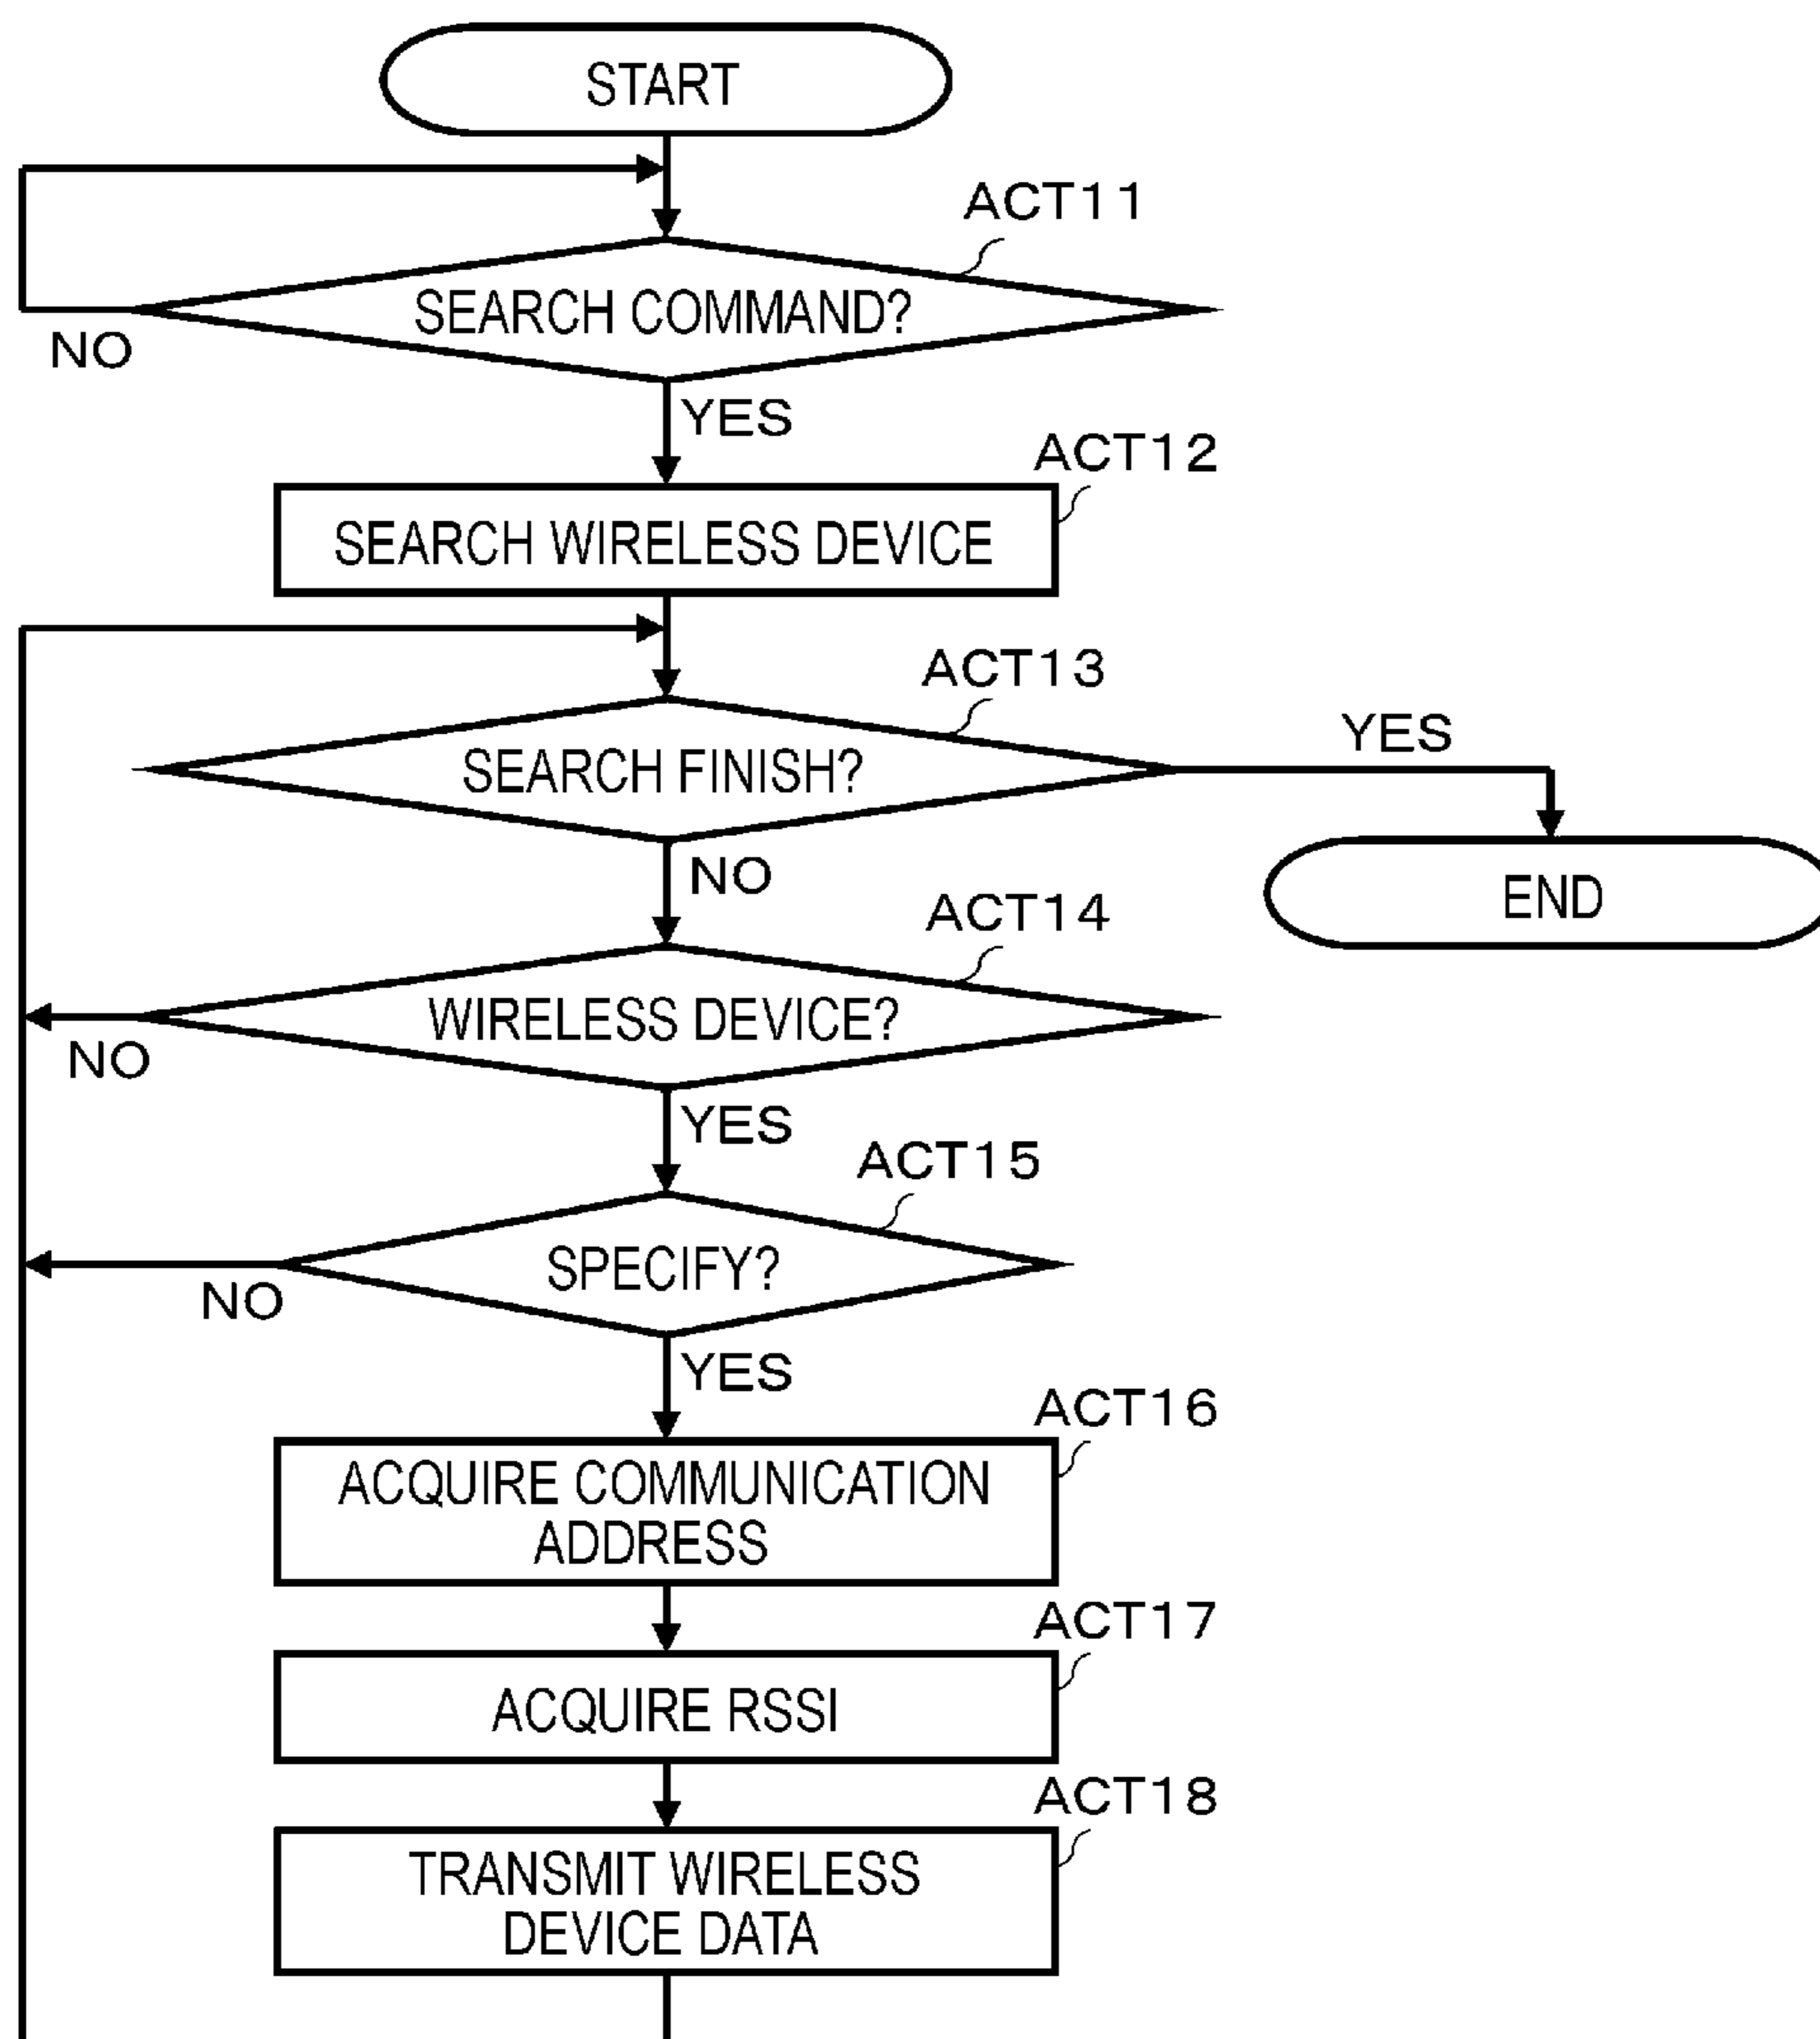 START
ACT11
SEARCH COMMAND?
NO
YES
ACT12
SEARCH WIRELESS DEVICE
ACT13
SEARCH FINISH?
YES
NO
END
ACT14
WIRELESS DEVICE?
NO
YES
ACT15
SPECIFY?
NO
YES
ACT16
ACQUIRE COMMUNICATION
ADDRESS
ACT17
ACQUIRE RSSI
ACT18
TRANSMIT WIRELESS
DEVICE DATA